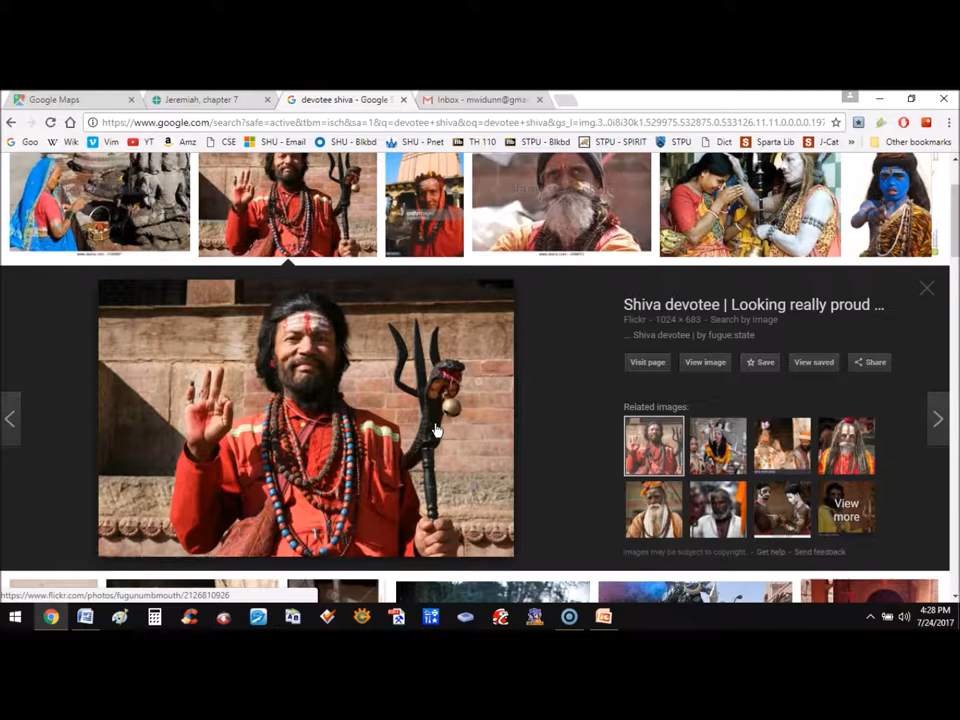 Google Maps
Jeremiah, chapter 7
devotee shiva - Google S
Inbox - mwidunn@gma
https://www.google.com/search?safe=active&tbm=isch&sa=1&q=devotee+shiva&oq=devotee+shiva&gs_l=img.3..0i8i30k1.529975.532875.0.533126.11.11.0.0.0.0.197
Goo
Wik
Vim
YT
Amz
CSE
SHU - Email
SHU - Blkbd
SHU - Pnet
TH 110
STPU - Blkbd
STPU - SPIRIT
STPU
Dict
Sparta Lib
J-Cat
»
Other bookmarks
Shiva devotee | Looking really proud ...
Flickr - 1024 × 683 - Search by image
... Shiva devotee | by fugue:state
Visit page
View image
Save
View saved
Share
Related images:
View more
Images may be subject to copyright. - Get help - Send feedback
https://www.flickr.com/photos/fugunumbmouth/2126810926
4:28 PM
7/24/2017